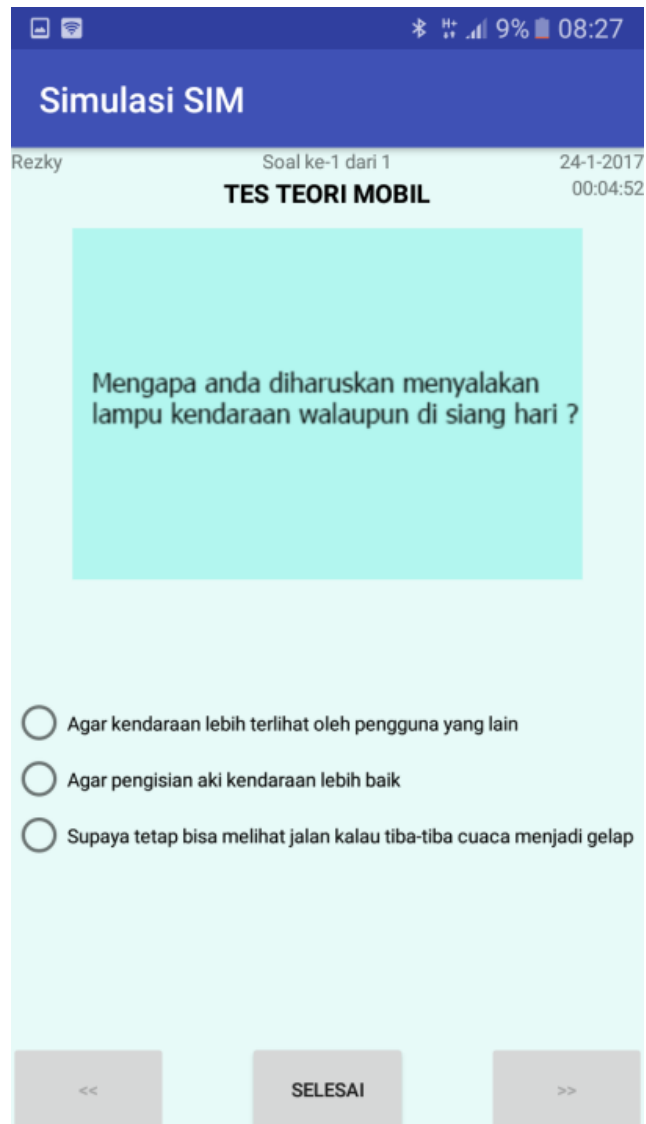 9% 08:27
Simulasi SIM
Rezky Soal ke-1 dari 1 24-1-2017
TES TEORI MOBIL 00:04:52
Mengapa anda diharuskan menyalakan
lampu kendaraan walaupun di siang hari ?
Agar kendaraan lebih terlihat oleh pengguna yang lain
Agar pengisian aki kendaraan lebih baik
Supaya tetap bisa melihat jalan kalau tiba-tiba cuaca menjadi gelap
<< SELESAI >>